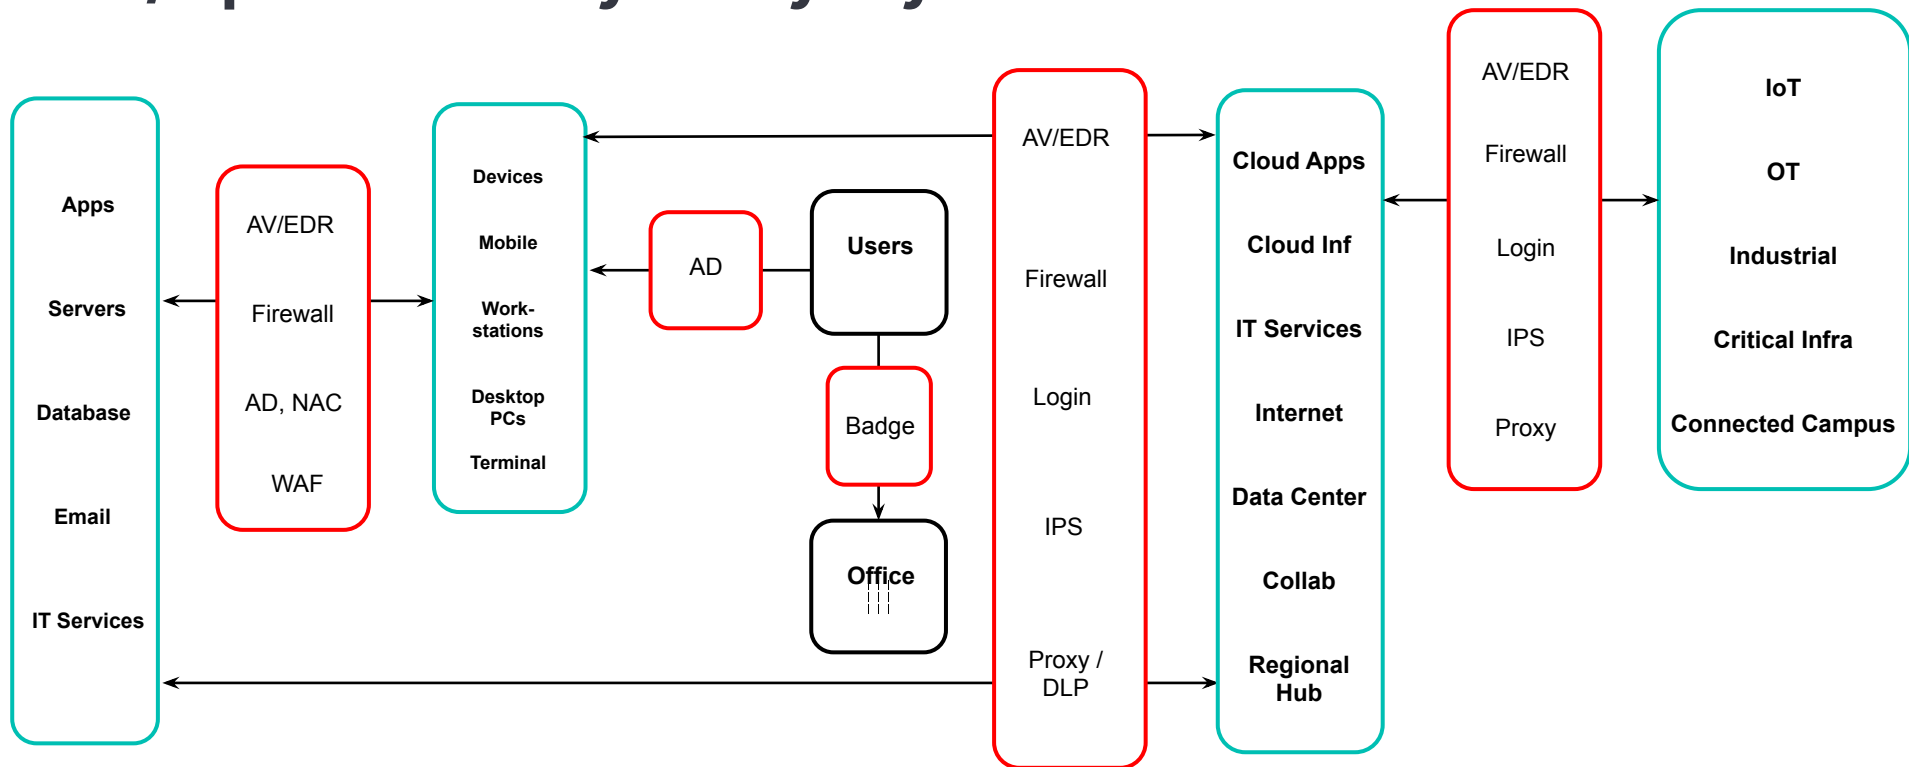 Apps
Servers
Database
Email
IT Services
AV/EDR
Firewall
AD, NAC
WAF
Devices
Mobile
Work-
stations
Desktop
PCs
Terminal
AD
Users
Badge
Office
AV/EDR
Firewall
Login
IPS
Proxy /
DLP
Cloud Apps
Cloud Inf
IT Services
Internet
Data Center
Collab
Regional
Hub
AV/EDR
Firewall
Login
IPS
Proxy
IoT
OT
Industrial
Critical Infra
Connected Campus